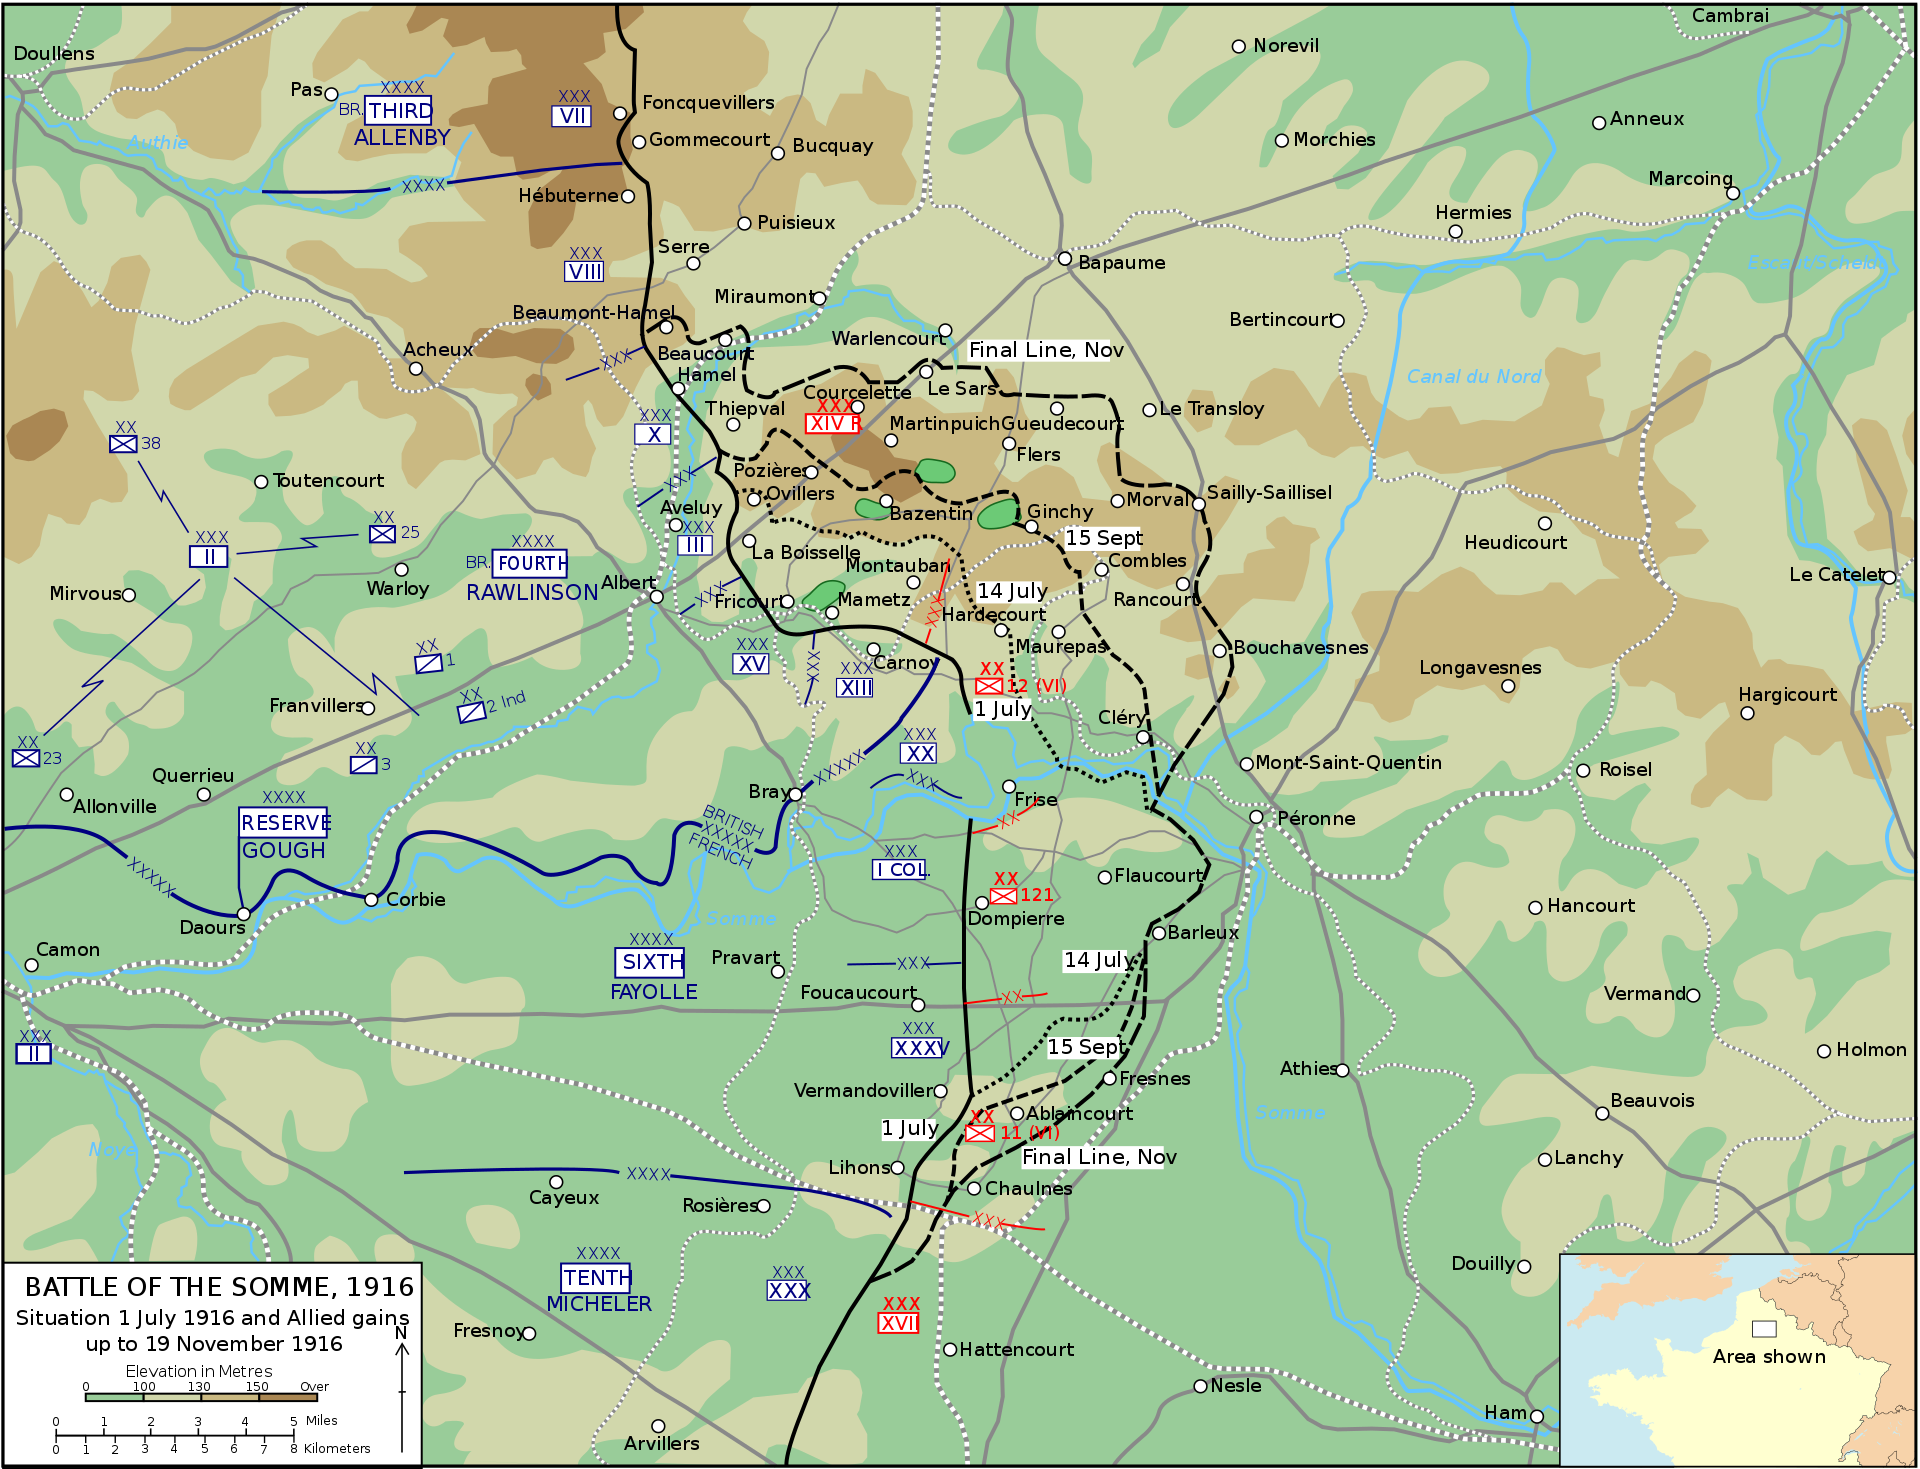 Doullens
Cambrai
Norevil
Pas
XXXX
BR. THIRD
ALLENBY
XXX
VII
Foncquevillers
Anneux
Authie
Gommecourt
Bucquay
Morchies
Marcoing
XXXX
Hébuterne
Puisieux
Hermies
XXX
VIII
Serre
Bapaume
Escaut/Scheldt
Miraumont
Beaumont-Hamel
Bertincourt
Warlencourt
Acheux
XXX
Beaucourt
Final Line, Nov
Hamel
Le Sars
Canal du Nord
Courcelette
XXX
XIV R
XXX
X
Thiepval
Martinpuich
Gueudecourt
Le Transloy
XX
38
Flers
Toutencourt
Pozières
XXX
Ovillers
Morval
Sailly-Saillisel
Bazentin
Ginchy
Aveluy
XX
25
XXX
II
XXXX
BR. FOURTH
RAWLINSON
XXX
III
15 Sept
Heudicourt
La Boisselle
Montauban
Combles
Le Catelet
Mirvous
Warloy
Albert
XXX
Fricourt
Mametz
14 July
Rancourt
XXX
Hardecourt
Maurepas
Bouchavesnes
XX
1
XXX
XV
XXX
XXX
XIII
Carnoy
XX
12 (VI)
Longavesnes
Hargicourt
XX
2 Ind
Franvillers
1 July
Cléry
XX
23
XX
3
XXX
XX
XXXXX
XXX
Mont-Saint-Quentin
Roisel
Querrieu
Allonville
Bray
Frise
XXXX
RESERVE
GOUGH
BRITISH
XXXXX
FRENCH
XX
Péronne
XXXXX
XXX
I COL.
XX
121
Flaucourt
Corbie
Daours
Somme
Dompierre
Hancourt
Barleux
Camon
XXXX
SIXTH
FAYOLLE
Pravart
XXX
14 July
Foucaucourt
XX
Vermand
XXX
II
XXX
XXXV
15 Sept
Holmon
Athies
Vermandoviller
Fresnes
Beauvois
Ablaincourt
Somme
XX
11 (VI)
1 July
Noye
Final Line, Nov
Lanchy
XXXX
Lihons
Cayeux
Rosières
Chaulnes
XXX
XXXX
TENTH
MICHELER
XXX
XXX
Douilly
XXX
XVII
Fresnoy
Hattencourt
Nesle
Ham
Arvillers
BATTLE OF THE SOMME, 1916
Situation 1 July 1916 and Allied gains
up to 19 November 1916
N
Elevation in Metres
0 100 130 150 Over
0 1 2 3 4 5 Miles
0 1 2 3 4 5 6 7 8 Kilometers
Area shown